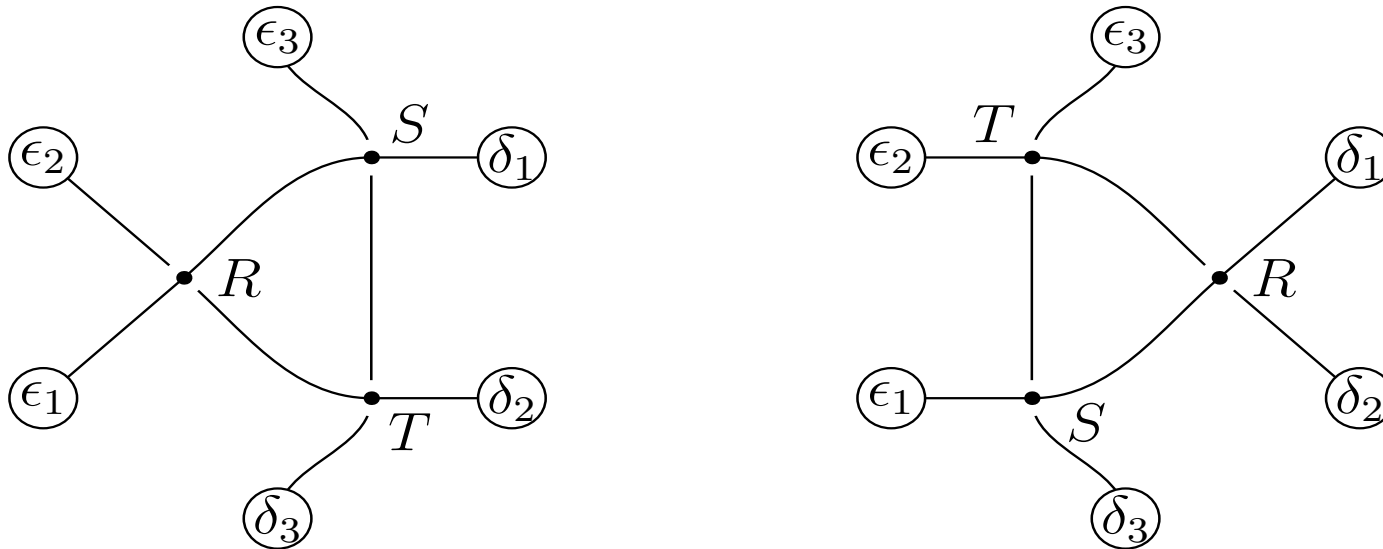 ϵ₃ ϵ₃
S T
ϵ₂ δ₁ ϵ₂ δ₁
R R
ϵ₁ δ₂ ϵ₁ δ₂
T S
δ₃ δ₃